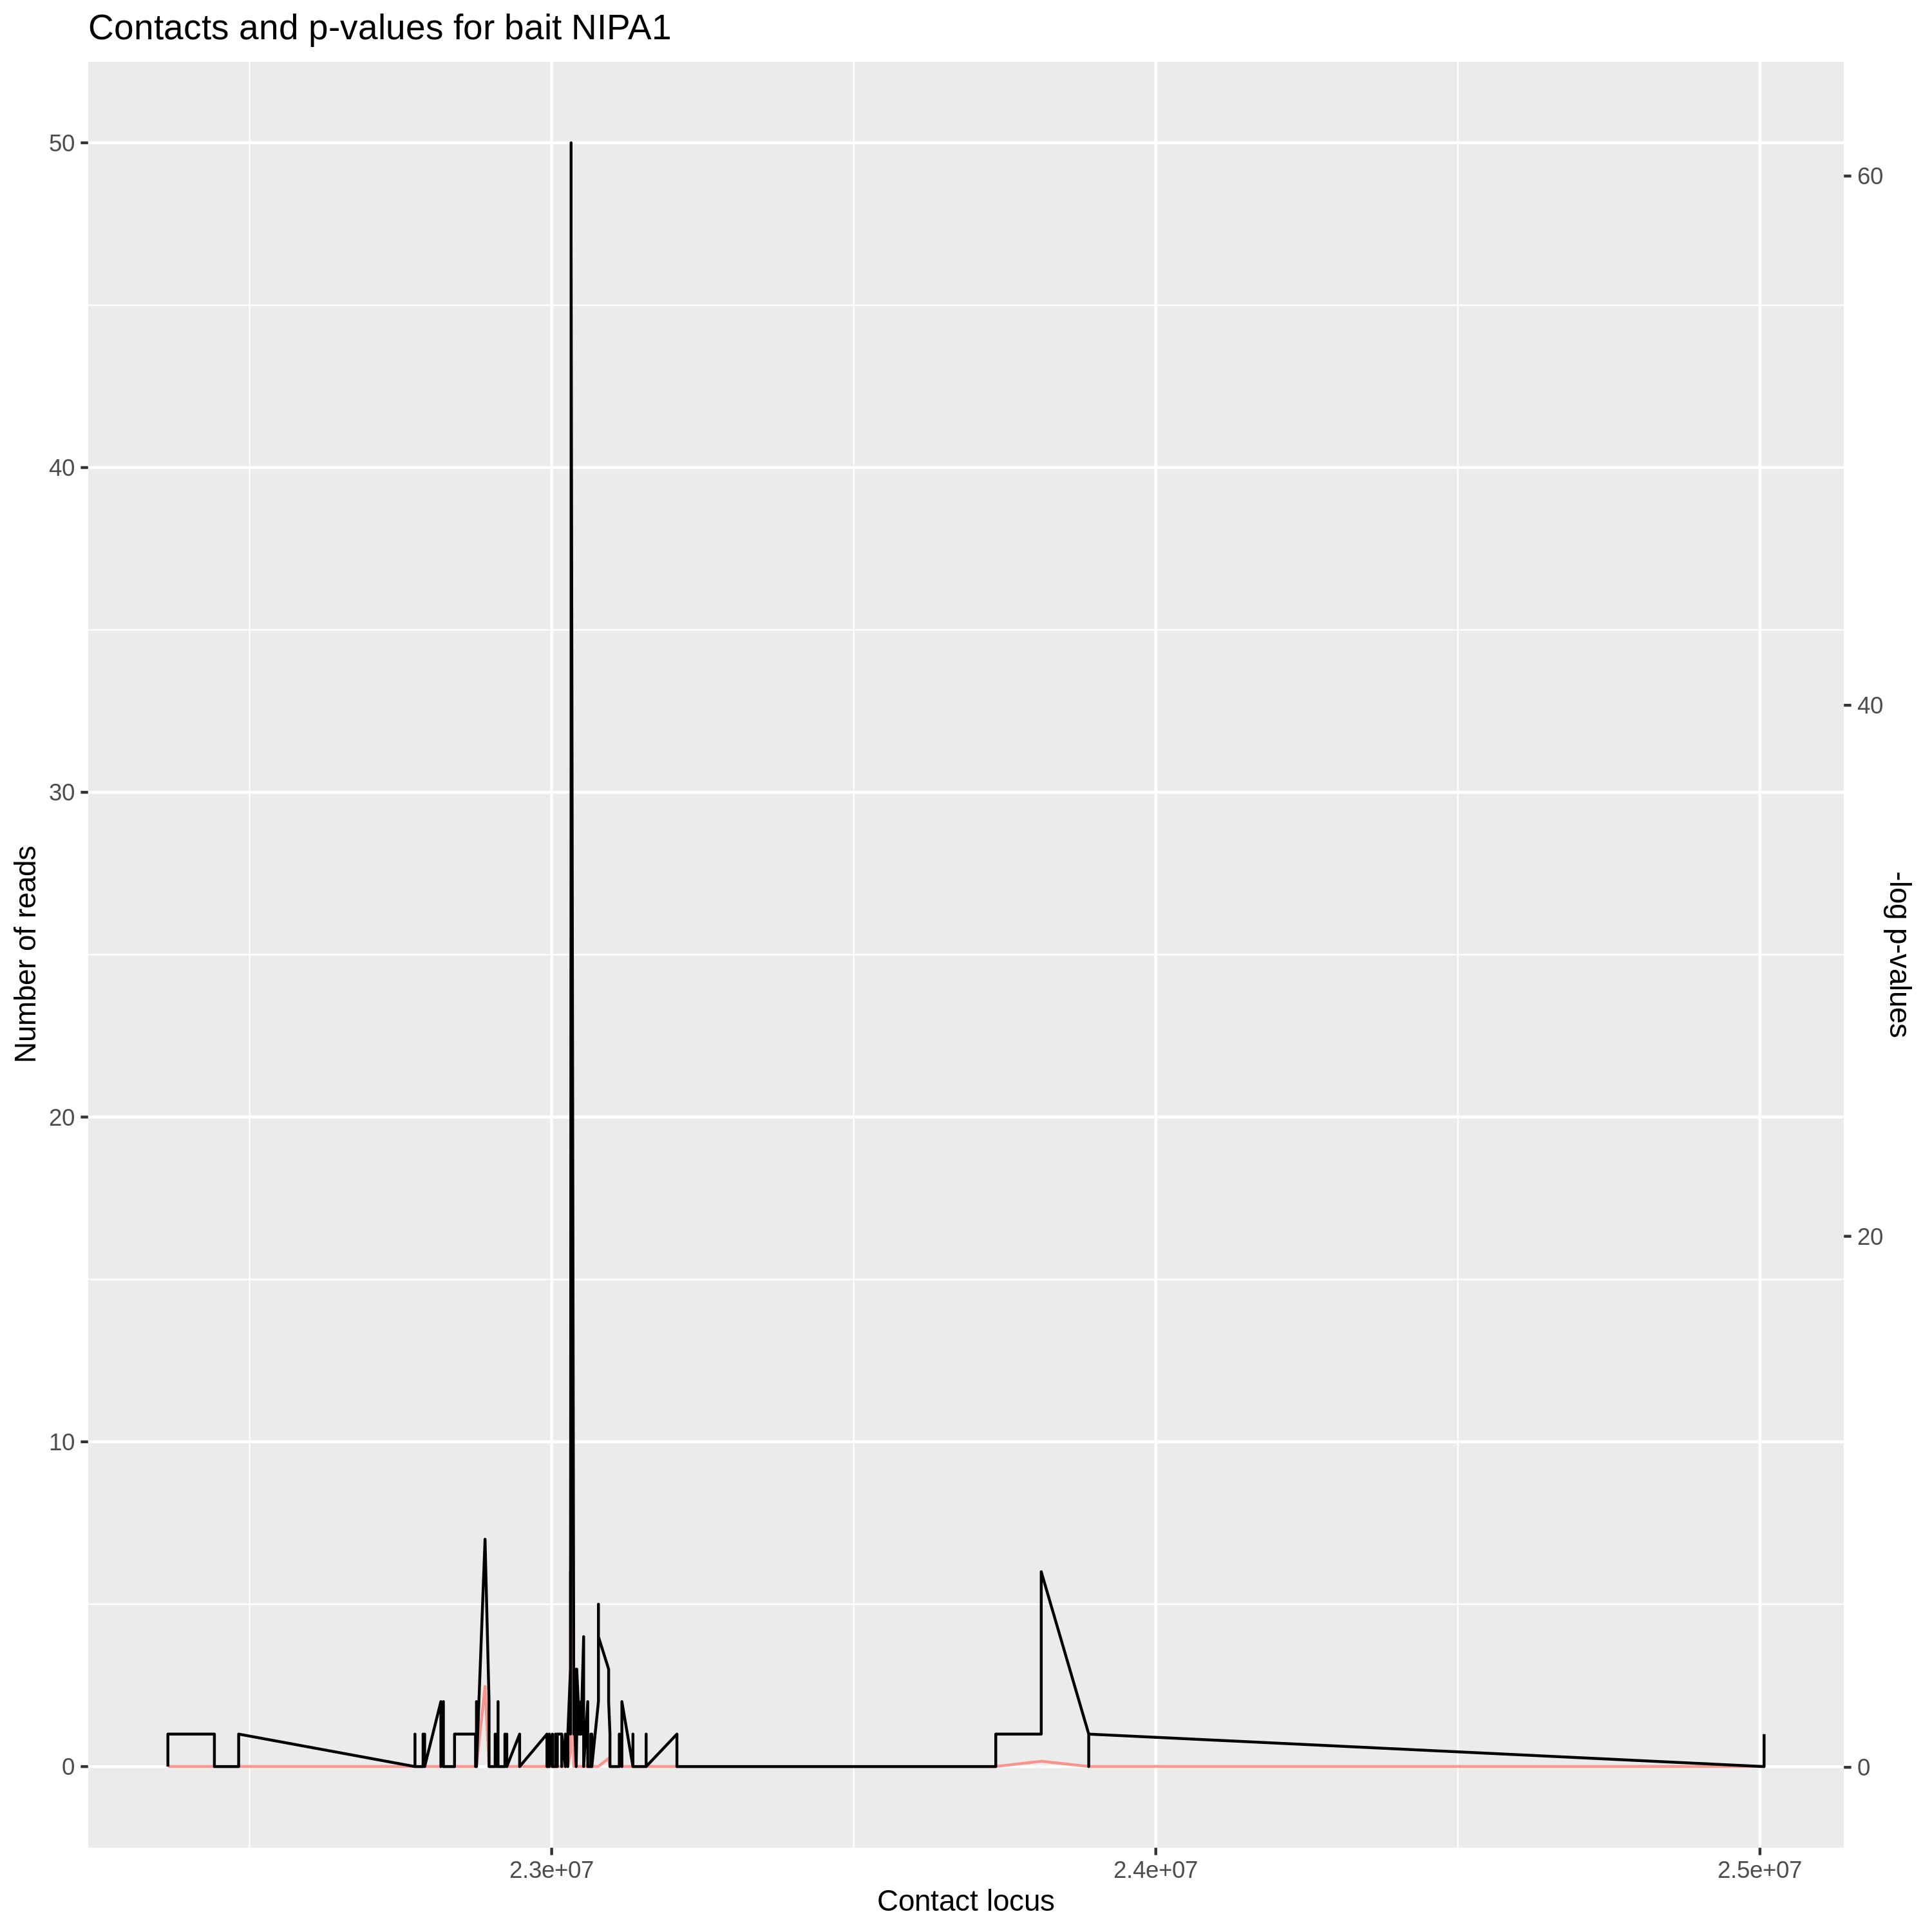 Contacts and p-values for bait NIPA1
50
40
30
20
10
0
Number of reads
60
40
20
0
-log p-values
2.3e+07
2.4e+07
2.5e+07
Contact locus